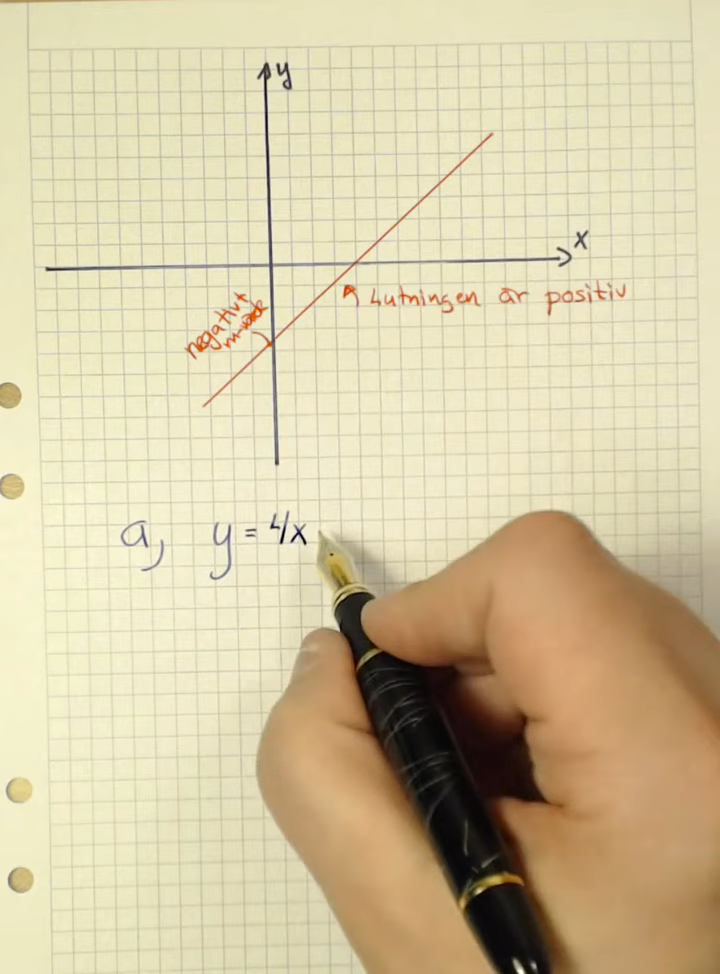 y
x
Lutningen är positiv
negativt
m-värde
a, y = 4x